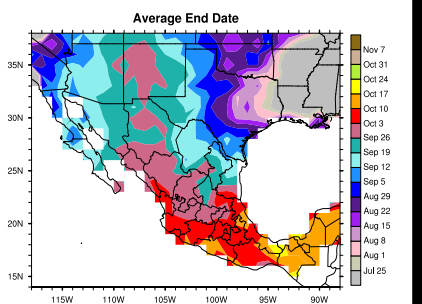 Average End Date
35N
30N
25N
20N
15N
115W
110W
105W
100W
95W
90W
Nov 7
Oct 31
Oct 24
Oct 17
Oct 10
Oct 3
Sep 26
Sep 19
Sep 12
Sep 5
Aug 29
Aug 22
Aug 15
Aug 8
Aug 1
Jul 25